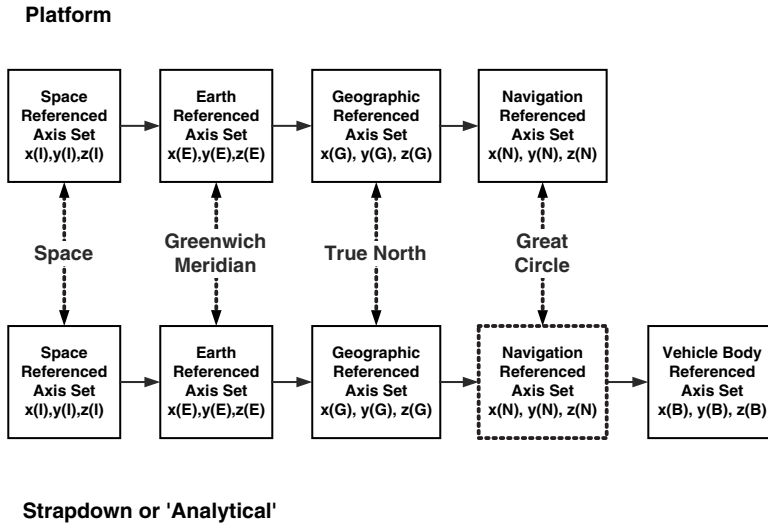 Platform
Space
Referenced
Axis Set
x(I),y(I),z(I)
Earth
Referenced
Axis Set
x(E),y(E),z(E)
Geographic
Referenced
Axis Set
x(G), y(G), z(G)
Navigation
Referenced
Axis Set
x(N), y(N), z(N)
Space
Greenwich
Meridian
True North
Great
Circle
Space
Referenced
Axis Set
x(I),y(I),z(I)
Earth
Referenced
Axis Set
x(E),y(E),z(E)
Geographic
Referenced
Axis Set
x(G), y(G), z(G)
Navigation
Referenced
Axis Set
x(N), y(N), z(N)
Vehicle Body
Referenced
Axis Set
x(B), y(B), z(B)
Strapdown or 'Analytical'